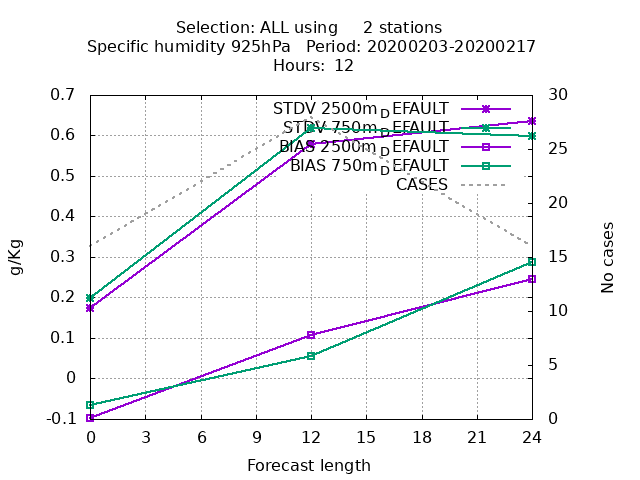 Selection: ALL using 2 stations
Specific humidity 925hPa Period: 20200203-20200217
Hours: 12
0.7
0.6
0.5
0.4
0.3
0.2
0.1
0
-0.1
30
25
20
15
10
5
0
STDV 2500m_DEFAULT
STDV 750m_DEFAULT
BIAS 2500m_DEFAULT
BIAS 750m_DEFAULT
CASES
g/Kg
No cases
0 3 6 9 12 15 18 21 24
Forecast length